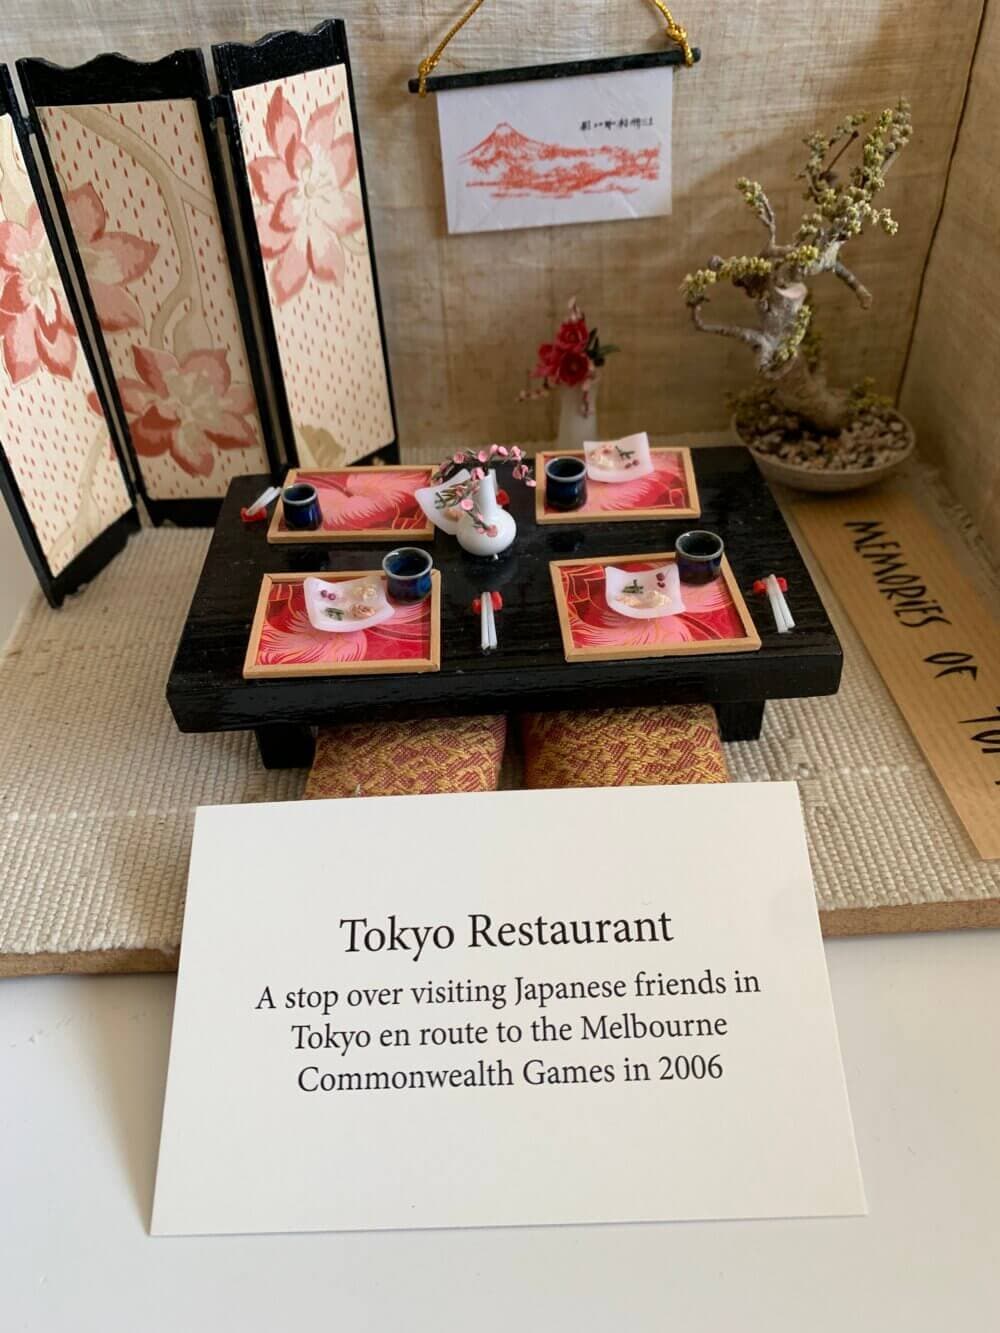 MEMORIES OF
Tokyo Restaurant
A stop over visiting Japanese friends in
Tokyo en route to the Melbourne
Commonwealth Games in 2006